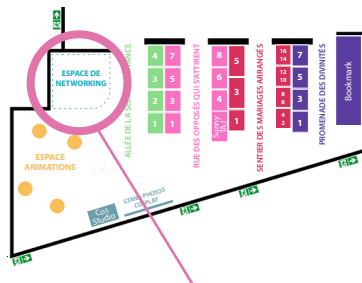 ESPACE DE
NETWORKING
ESPACE
ANIMATIONS
ALLÉE DE LA
4 7
3 5
2 3
1 1
RUE DES OPPOSÉS QUI S'ATTIRENT
8
6
4
Sunny
5
3
1
SENTIER DES MARIAGES ARRANGÉS
16
14
12
10
8
6
4
2
7
5
3
1
PROMENADE DES DIVINITÉS
Bookmark
Cos
Studio
STAND PHOTOS
COSPLAY